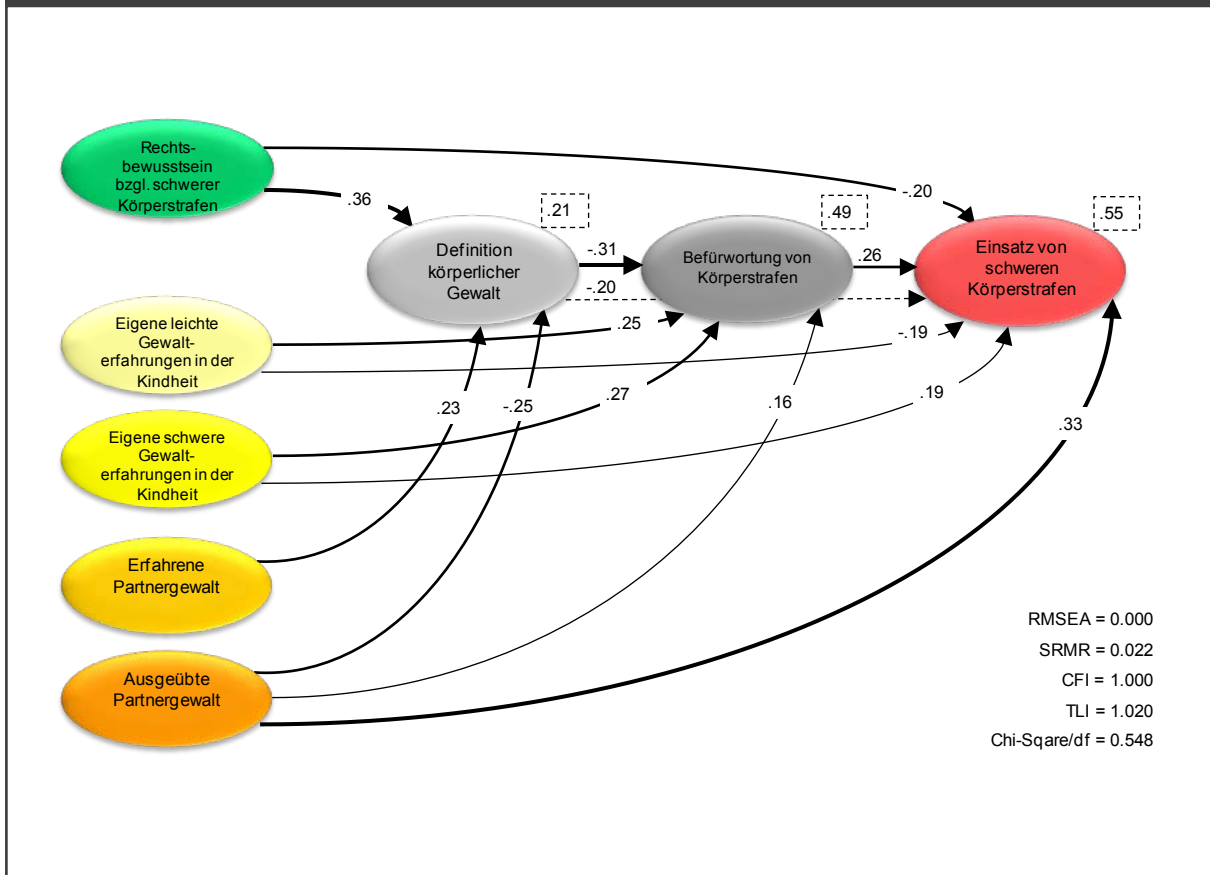 Rechts-
bewusstsein
bzgl. schwerer
Körperstrafen
.36
-.20
.21
.49
.55
Definition
körperlicher
Gewalt
-.31
-.20
Befürwortung von
Körperstrafen
.26
Einsatz von
schweren
Körperstrafen
Eigene leichte
Gewalt-
erfahrungen in der
Kindheit
.25
-.19
Eigene schwere
Gewalt-
erfahrungen in der
Kindheit
.23
-.25
.27
.16
.19
.33
Erfahrene
Partnergewalt
Ausgeübte
Partnergewalt
RMSEA = 0.000
SRMR = 0.022
CFI = 1.000
TLI = 1.020
Chi-Sqare/df = 0.548